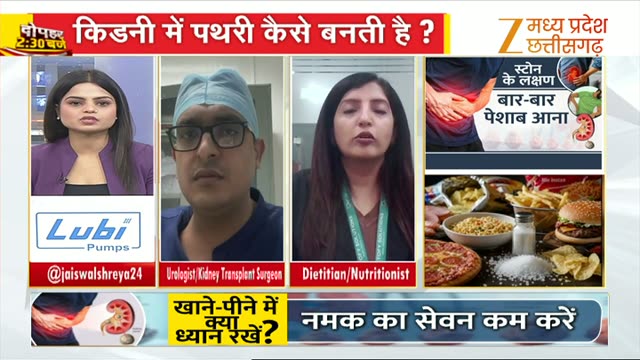 दोपहर
2:30 बजे
किडनी में पथरी कैसे बनती है ?
Z मध्य प्रदेश
छत्तीसगढ़
स्टोन
के लक्षण
बार-बार
पेशाब आना
Lubi
Pumps
@jaiswalshreya24
Urologist/Kidney Transplant Surgeon
Dietitian/Nutritionist
खाने-पीने में
क्या
ध्यान रखें?
नमक का सेवन कम करें